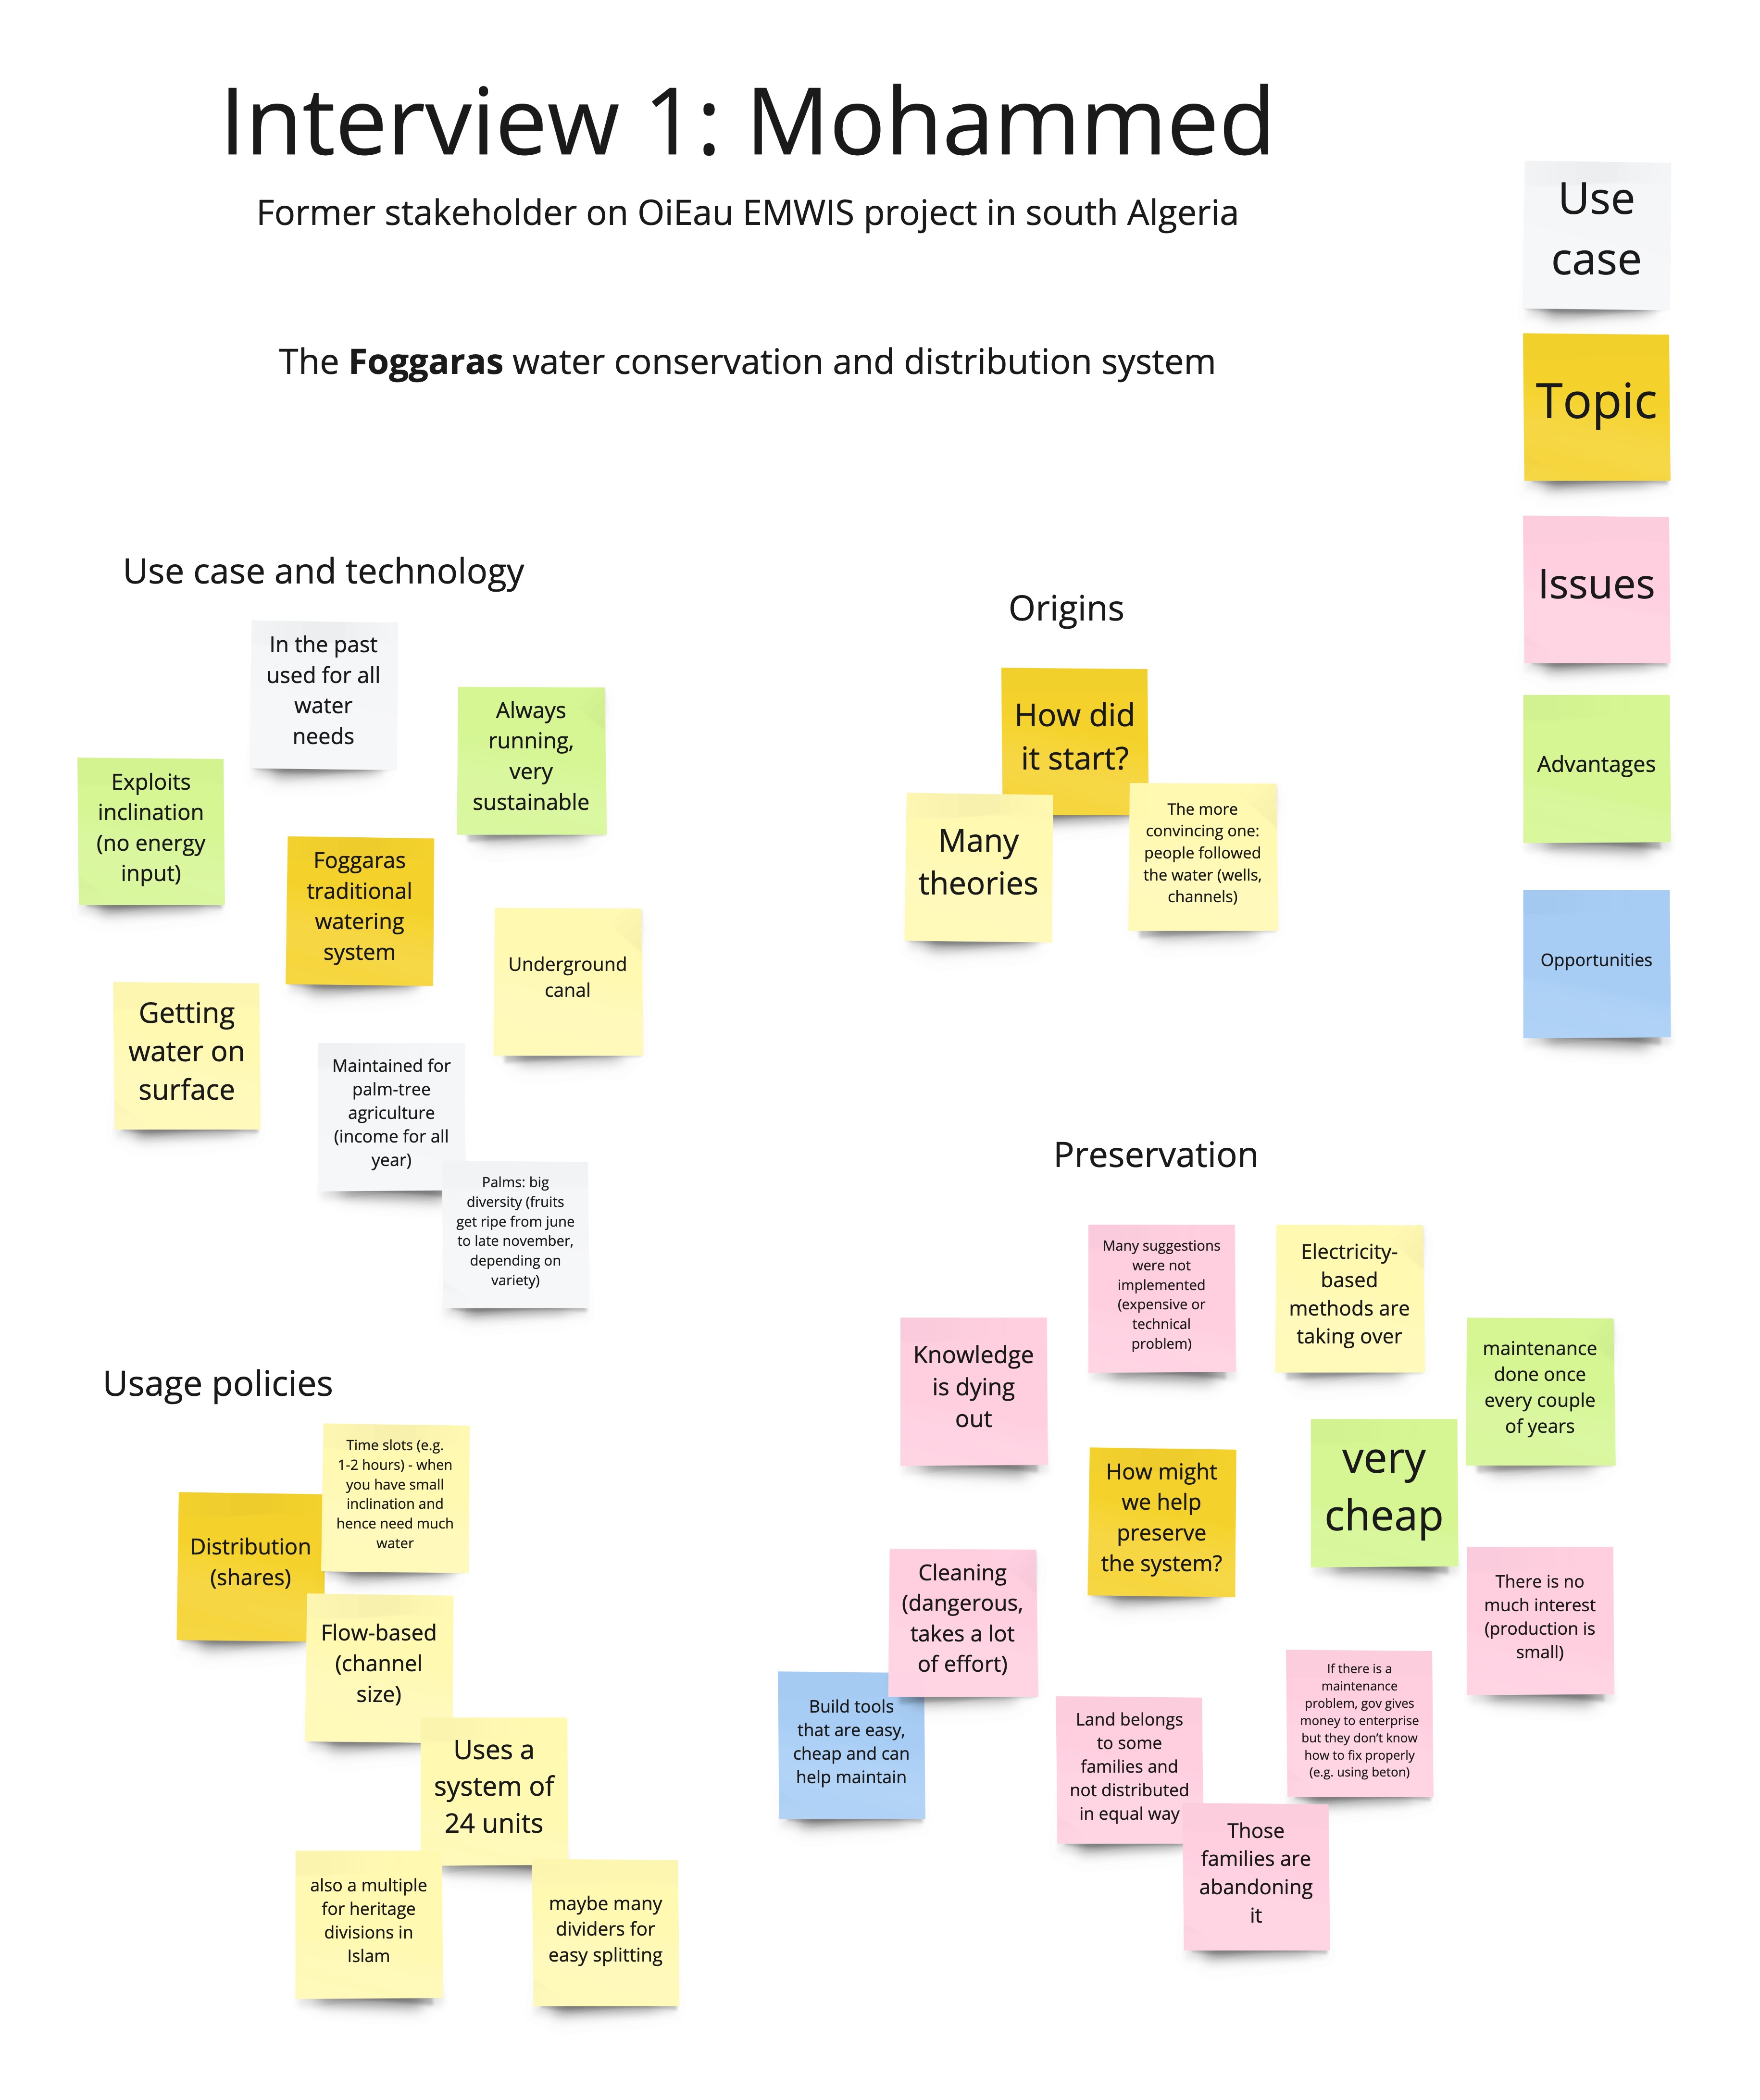 Interview 1: Mohammed
Former stakeholder on OiEau EMWIS project in south Algeria
The Foggaras water conservation and distribution system
Use
case
Topic
Issues
Advantages
Opportunities
Use case and technology
In the past
used for all
water
needs
Always
running,
very
sustainable
Exploits
inclination
(no energy
input)
Foggaras
traditional
watering
system
Underground
canal
Getting
water on
surface
Maintained for
palm-tree
agriculture
(income for all
year)
Palms: big
diversity (fruits
get ripe from june
to late november,
depending on
variety)
Origins
How did
it start?
Many
theories
The more
convincing one:
people followed
the water (wells,
channels)
Usage policies
Time slots (e.g.
1-2 hours) - when
you have small
inclination and
hence need much
water
Distribution
(shares)
Flow-based
(channel
size)
Uses a
system of
24 units
also a multiple
for heritage
divisions in
Islam
maybe many
dividers for
easy splitting
Preservation
Many suggestions
were not
implemented
(expensive or
technical
problem)
Electricity-
based
methods are
taking over
Knowledge
is dying
out
maintenance
done once
every couple
of years
very
cheap
How might
we help
preserve
the system?
Cleaning
(dangerous,
takes a lot
of effort)
There is no
much interest
(production is
small)
Build tools
that are easy,
cheap and can
help maintain
If there is a
maintenance
problem, gov gives
money to enterprise
but they don't know
how to fix properly
(e.g. using beton)
Land belongs
to some
families and
not distributed
in equal way
Those
families are
abandoning
it